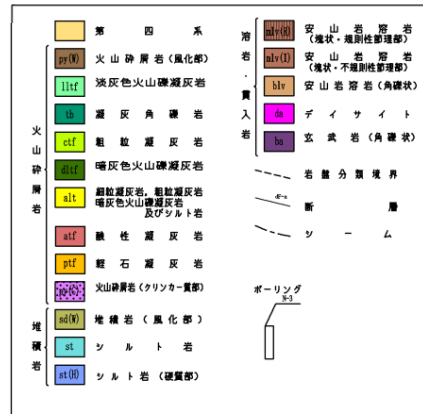 第四系
火山砕屑岩
py(W) 火山砕屑岩(風化部)
lltf 淡灰色火山礫凝灰岩
tb 凝灰角礫岩
ctf 粗粒凝灰岩
dltf 暗灰色火山礫凝灰岩
alt 細粒凝灰岩，粗粒凝灰岩
暗灰色火山礫凝灰岩
及びシルト岩
atf 酸性凝灰岩
ptf 軽石凝灰岩
火山砕屑岩(クリンカー質部)
堆積岩
sd(W) 堆積岩(風化部)
st シルト岩
st(H) シルト岩(硬質部)
溶岩・貫入岩
mlv(R) 安山岩溶岩
(塊状・規則性節理部)
mlv(I) 安山岩溶岩
(塊状・不規則性節理部)
blv 安山岩溶岩(角礫状)
da デイサイト
ba 玄武岩(角礫状)
岩盤分類境界
断層
シーム
ボーリング
N-3